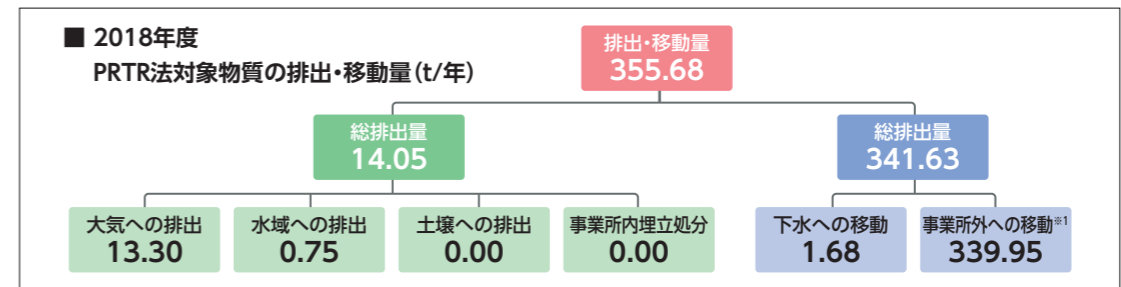 ■ 2018年度
PRTR法対象物質の排出・移動量(t/年)
排出・移動量
355.68
総排出量
14.05
総排出量
341.63
大気への排出
13.30
水域への排出
0.75
土壌への排出
0.00
事業所内埋立処分
0.00
下水への移動
1.68
事業所外への移動※1
339.95